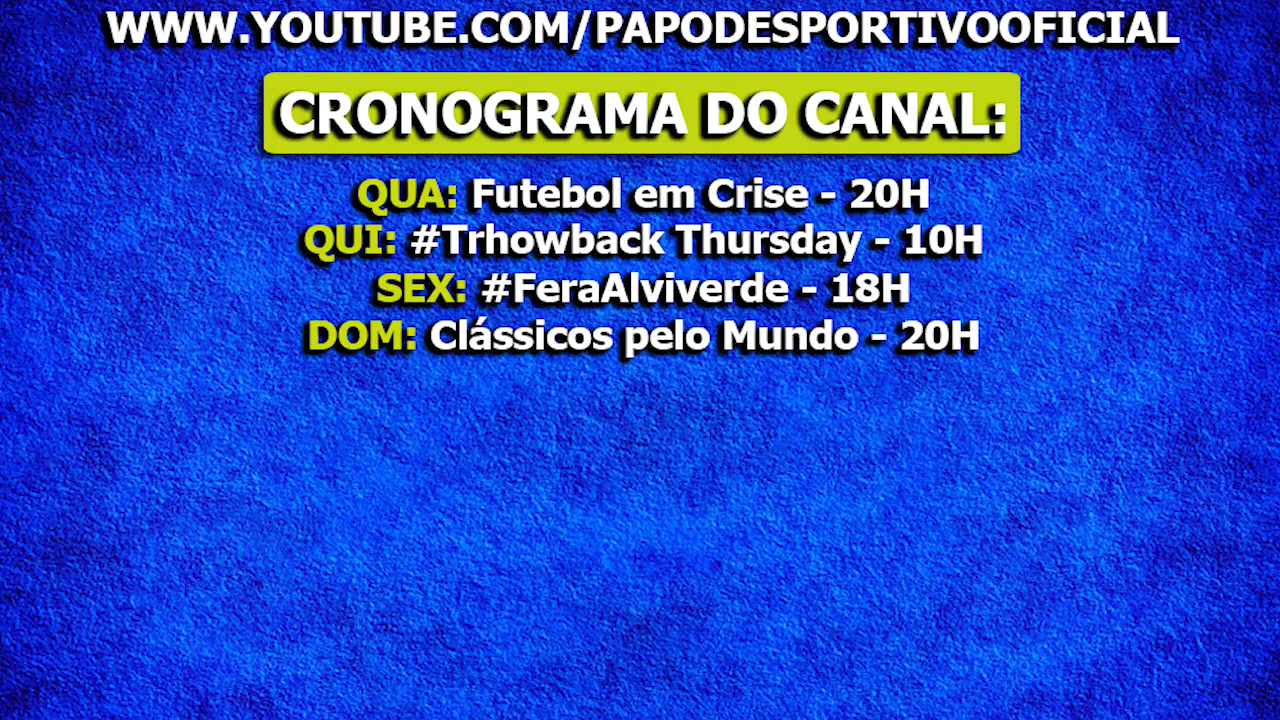 WWW.YOUTUBE.COM/PAPODESPORTIVOOFICIAL
CRONOGRAMA DO CANAL:
QUA: Futebol em Crise - 20H
QUI: #Trhowback Thursday - 10H
SEX: #FeraAlviverde - 18H
DOM: Clássicos pelo Mundo - 20H